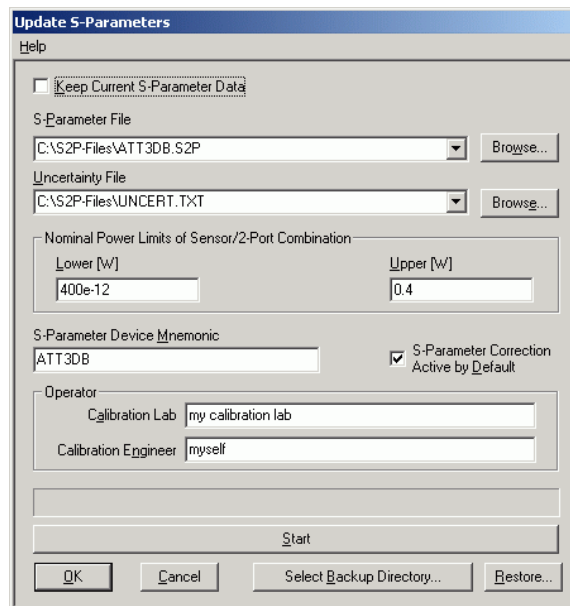 Update S-Parameters
Help
Keep Current S-Parameter Data
S-Parameter File
C:\S2P-Files\ATT3DB.S2P
Browse...
Uncertainty File
C:\S2P-Files\UNCERT.TXT
Browse...
Nominal Power Limits of Sensor/2-Port Combination
Lower [W]
Upper [W]
400e-12
0.4
S-Parameter Device Mnemonic
ATT3DB
S-Parameter Correction
Active by Default
Operator
Calibration Lab
my calibration lab
Calibration Engineer
myself
Start
OK
Cancel
Select Backup Directory...
Restore...